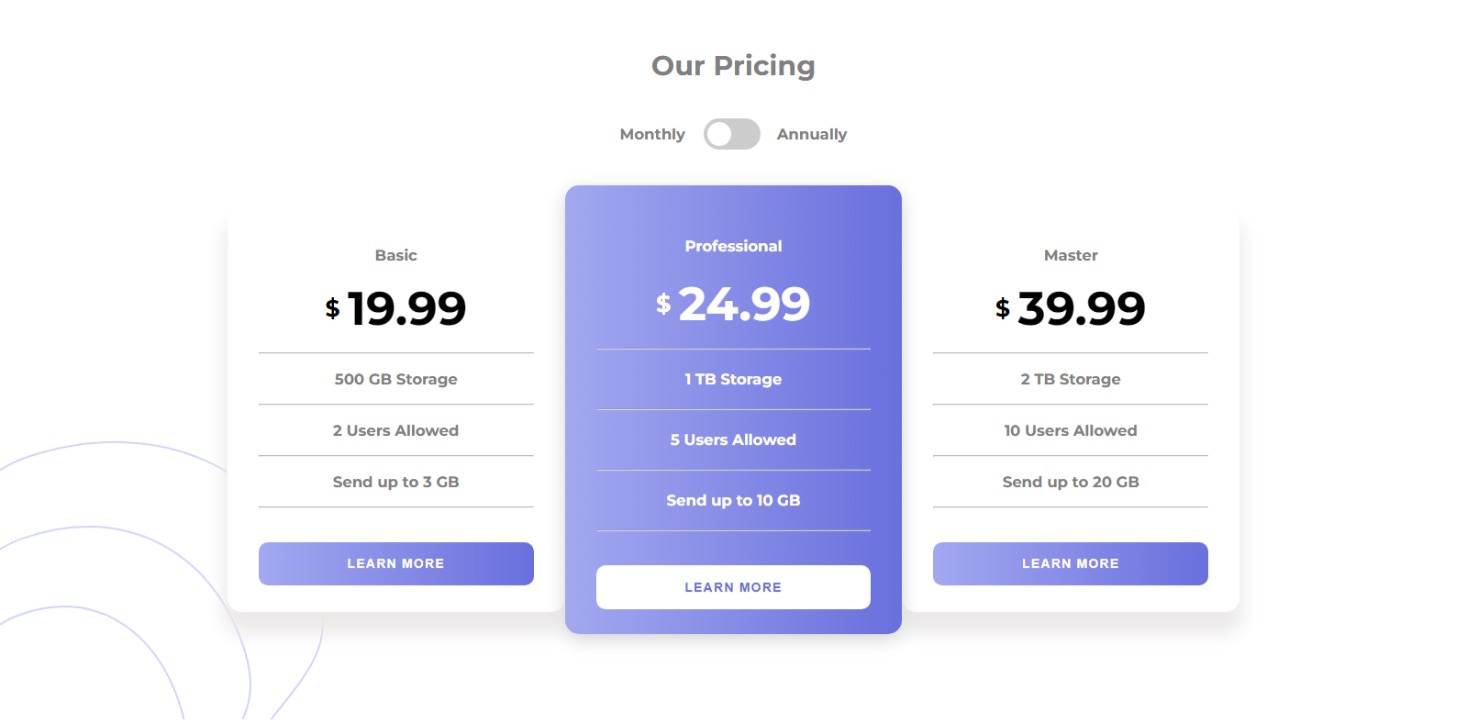 Our Pricing
Monthly Annually
Basic
$ 19.99
500 GB Storage
2 Users Allowed
Send up to 3 GB
LEARN MORE
Professional
$ 24.99
1 TB Storage
5 Users Allowed
Send up to 10 GB
LEARN MORE
Master
$ 39.99
2 TB Storage
10 Users Allowed
Send up to 20 GB
LEARN MORE